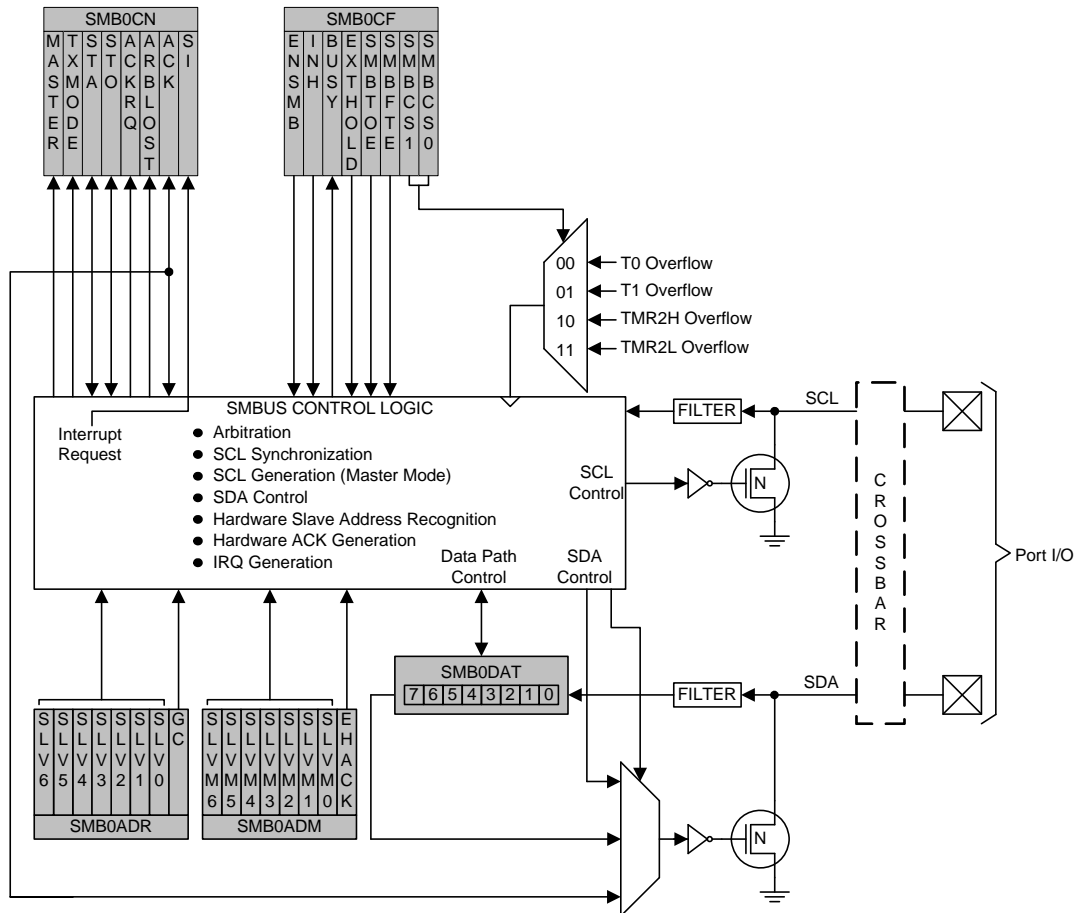 SMB0CN
MASTER
TXMODE
STA
STO
ACKRQ
ARBLOST
ACK
SI
SMB0CF
ENSMB
INH
BUSY
EXTHOLD
SMBTOE
SMBFTE
SMBCS1
SMBCS0
00
01
10
11
T0 Overflow
T1 Overflow
TMR2H Overflow
TMR2L Overflow
SMBUS CONTROL LOGIC
Interrupt
Request
● Arbitration
● SCL Synchronization
● SCL Generation (Master Mode)
● SDA Control
● Hardware Slave Address Recognition
● Hardware ACK Generation
● IRQ Generation
SCL
Control
Data Path
Control
SDA
Control
FILTER
SCL
N
CROSSBAR
Port I/O
SMB0DAT
7 6 5 4 3 2 1 0
FILTER
SDA
N
SLV6
SLV5
SLV4
SLV3
SLV2
SLV1
SLV0
GC
SMB0ADR
SLVM6
SLVM5
SLVM4
SLVM3
SLVM2
SLVM1
SLVM0
EHACK
SMB0ADM